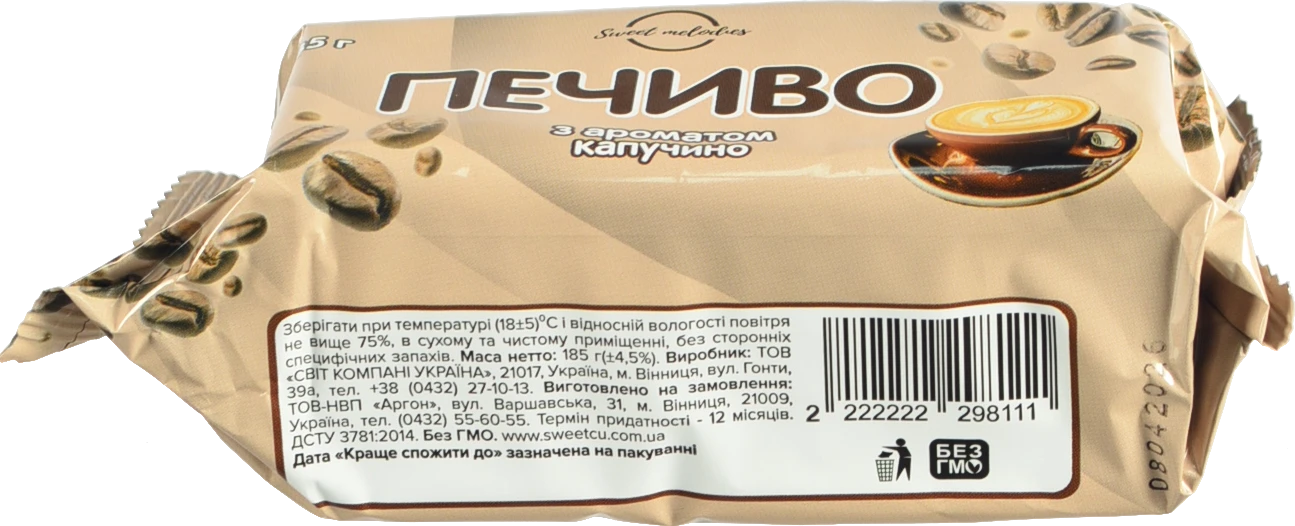 Sweet melodies
5 г
ПЕЧИВО
з ароматом
капучино
БЕЗ
ГМО
Зберігати при температурі (18±5)⁰С і відносній вологості повітря
не вище 75%, в сухому та чистому приміщенні, без сторонніх
специфічних запахів. Маса нетто: 185 г(±4,5%). Виробник: ТОВ
«СВІТ КОМПАНІ УКРАЇНА», 21017, Україна, м. Вінниця, вул. Гонти,
39а, тел. +38 (0432) 27-10-13. Виготовлено на замовлення:
ТОВ-НВП «Аргон», вул. Варшавська, 31, м. Вінниця, 21009,
Україна, тел. (0432) 55-60-55. Термін придатності - 12 місяців.
ДСТУ 3781:2014. Без ГМО. www.sweetcu.com.ua
Дата «Краще спожити до» зазначена на пакуванні
2 222222 298111
БЕЗ
ГМО
08042026